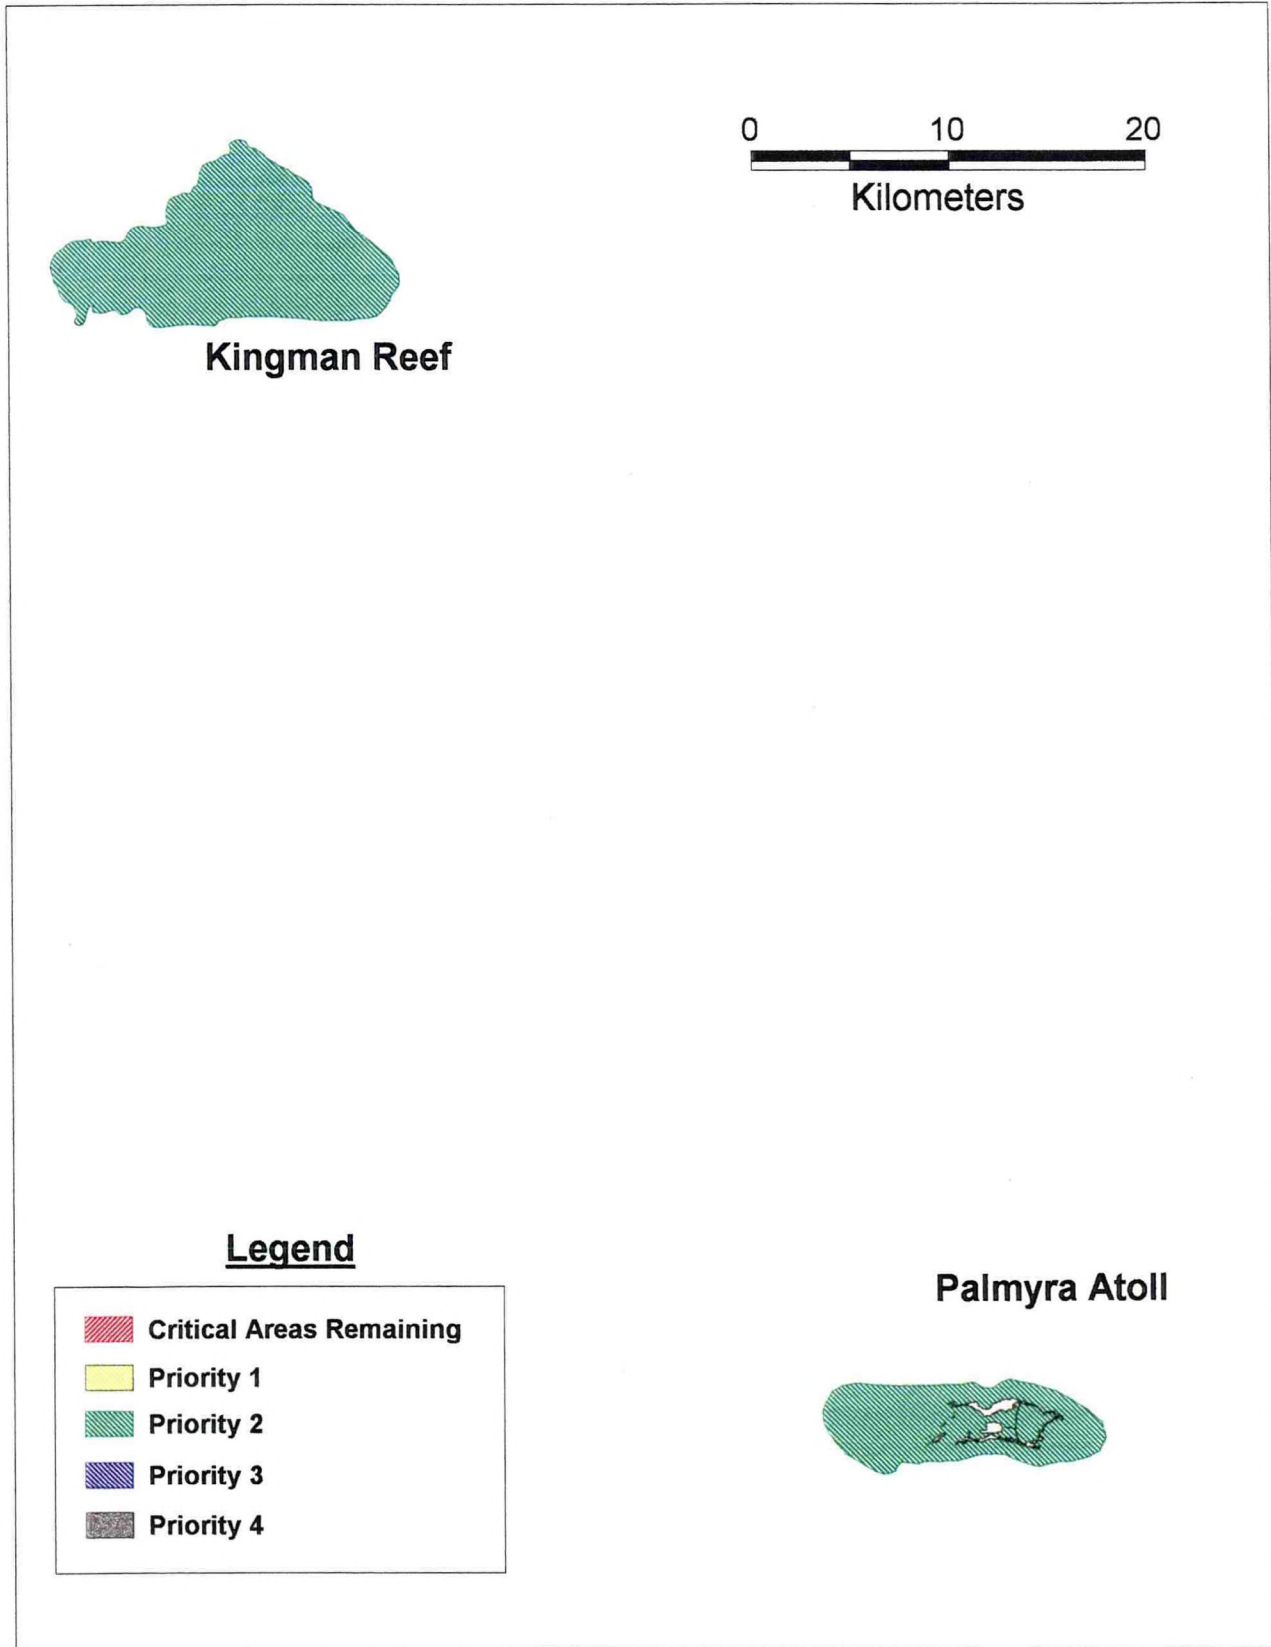 0 10 20
Kilometers
Kingman Reef
Legend
Critical Areas Remaining
Priority 1
Priority 2
Priority 3
Priority 4
Palmyra Atoll